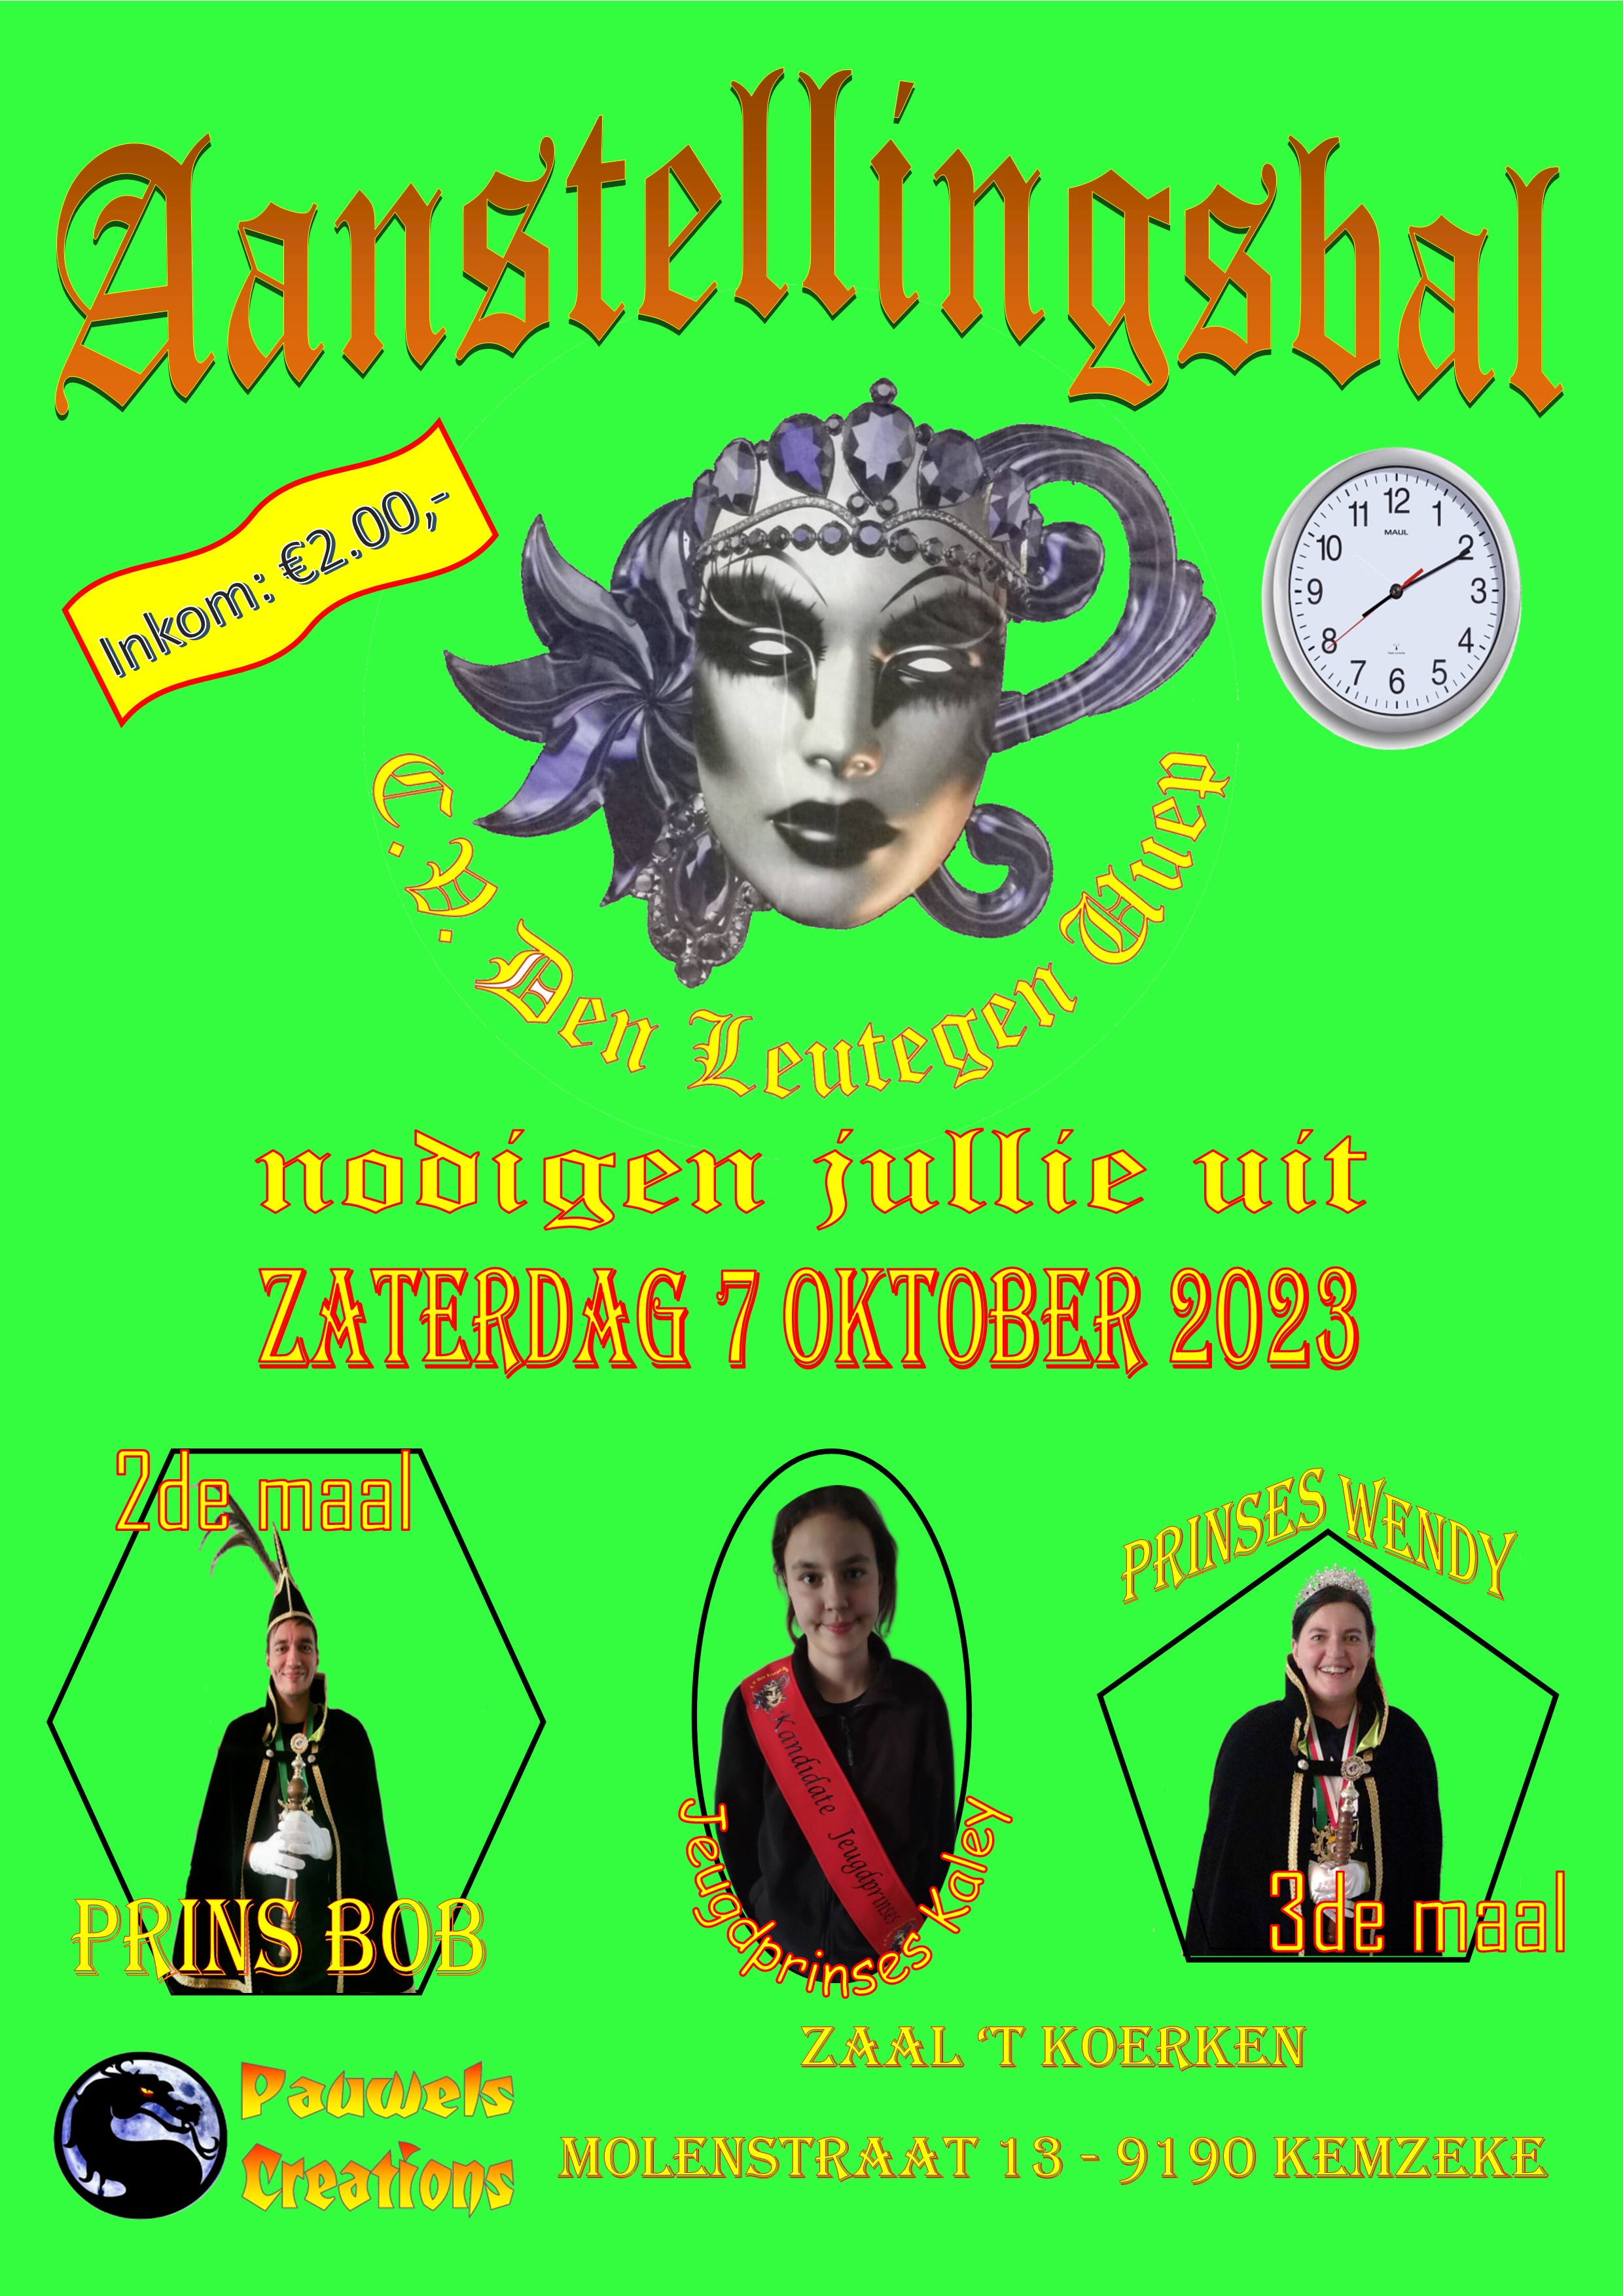 Aanstellingsbal
Inkom: €2.00,-
12
1
2
3
4
5
6
7
8
9
10
11
MAUL
C.V. Den Leutegen Uuep
nodigen jullie uit
ZATERDAG 7 OKTOBER 2023
2de maal
PRINS BOB
Kandidate Jeugdprinses
Jeugdprinses Kaley
PRINSES WENDY
3de maal
ZAAL ‘T KOERKEN
Pauwels
Creations
MOLENSTRAAT 13 - 9190 KEMZEKE